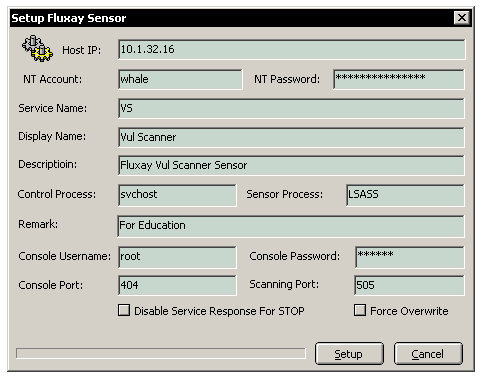 Setup Fluxay Sensor
Host IP: 10.1.32.16
NT Account: whale NT Password: ***************
Service Name: VS
Display Name: Vul Scanner
Descriptioin: Fluxay Vul Scanner Sensor
Control Process: svchost Sensor Process: LSASS
Remark: For Education
Console Username: root Console Password: ******
Console Port: 404 Scanning Port: 505
Disable Service Response For STOP Force Overwrite
Setup Cancel